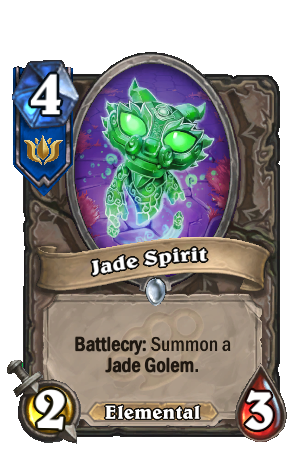 4
Jade Spirit
Battlecry: Summon a
Jade Golem.
2
Elemental
3